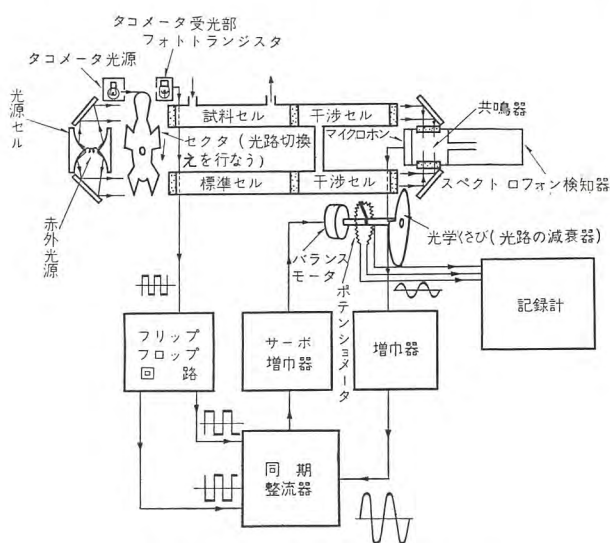 タコメータ受光部
フォトトランジスタ
タコメータ光源
光源セル
試料セル
干渉セル
共鳴器
マイクロホン
セクタ(光路切換
えを行なう)
標準セル
干渉セル
スペクトロフォン検知器
赤外光源
光学くさび(光路の減衰器)
バランス
モータ
ポテンショメータ
記録計
フリップ
フロップ
回路
サーボ
増巾器
増巾器
同期
整流器